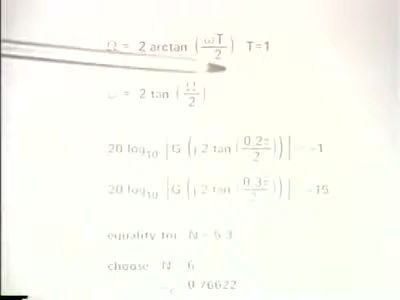 Ω = 2 arctan (ωT/2) T=1
ω = 2 tan (Ω/2)
20 log₁₀ |G (j 2 tan (0.2π/2))| = -1
20 log₁₀ |G (j 2 tan (0.3π/2))| = -15
equality for N = 5.3
choose N = 6
0.76622